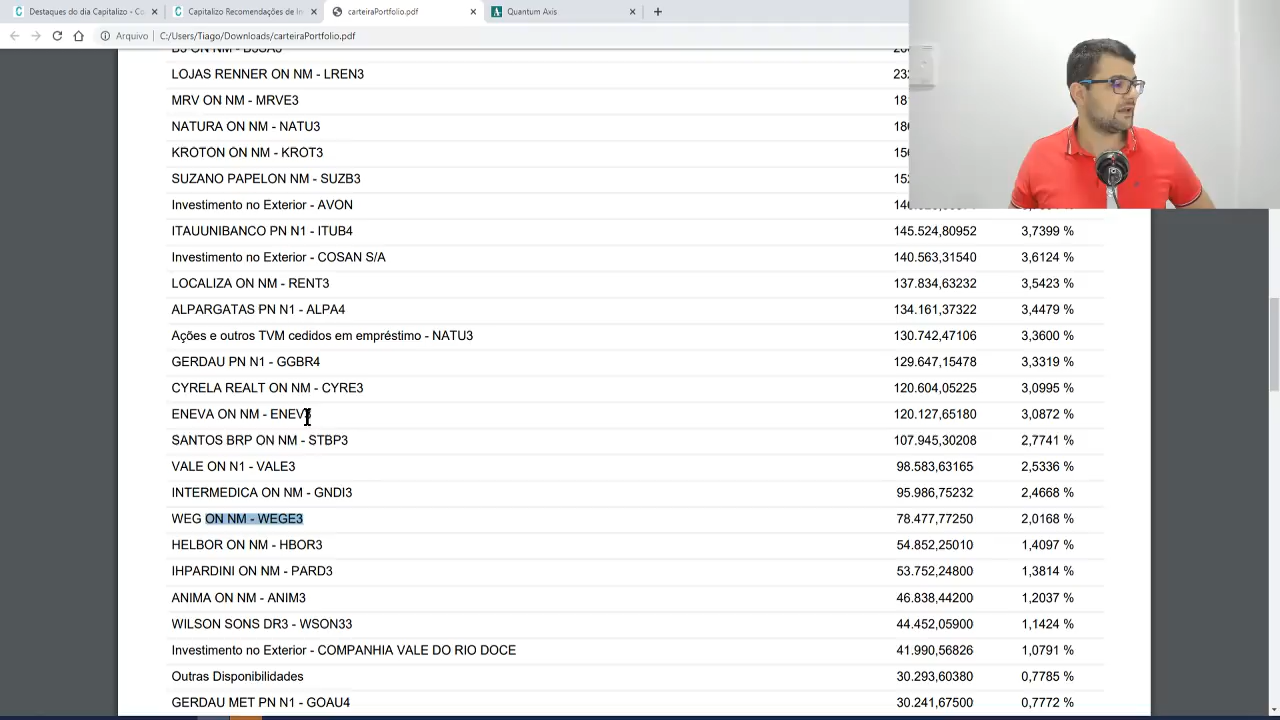 Destaques do dia Capitalizo - Co
Capitalizo Recomendações de In
carteiraPortfolio.pdf
Quantum Axis
Arquivo C:/Users/Tiago/Downloads/carteiraPortfolio.pdf
LOJAS RENNER ON NM - LREN3
MRV ON NM - MRVE3
NATURA ON NM - NATU3
KROTON ON NM - KROT3
SUZANO PAPELON NM - SUZB3
Investimento no Exterior - AVON
ITAUUNIBANCO PN N1 - ITUB4 145.524,80952 3,7399 %
Investimento no Exterior - COSAN S/A 140.563,31540 3,6124 %
LOCALIZA ON NM - RENT3 137.834,63232 3,5423 %
ALPARGATAS PN N1 - ALPA4 134.161,37322 3,4479 %
Ações e outros TVM cedidos em empréstimo - NATU3 130.742,47106 3,3600 %
GERDAU PN N1 - GGBR4 129.647,15478 3,3319 %
CYRELA REALT ON NM - CYRE3 120.604,05225 3,0995 %
ENEVA ON NM - ENEV3 120.127,65180 3,0872 %
SANTOS BRP ON NM - STBP3 107.945,30208 2,7741 %
VALE ON N1 - VALE3 98.583,63165 2,5336 %
INTERMEDICA ON NM - GNDI3 95.986,75232 2,4668 %
WEG ON NM - WEGE3 78.477,77250 2,0168 %
HELBOR ON NM - HBOR3 54.852,25010 1,4097 %
IHPARDINI ON NM - PARD3 53.752,24800 1,3814 %
ANIMA ON NM - ANIM3 46.838,44200 1,2037 %
WILSON SONS DR3 - WSON33 44.452,05900 1,1424 %
Investimento no Exterior - COMPANHIA VALE DO RIO DOCE 41.990,56826 1,0791 %
Outras Disponibilidades 30.293,60380 0,7785 %
GERDAU MET PN N1 - GOAU4 30.241,67500 0,7772 %